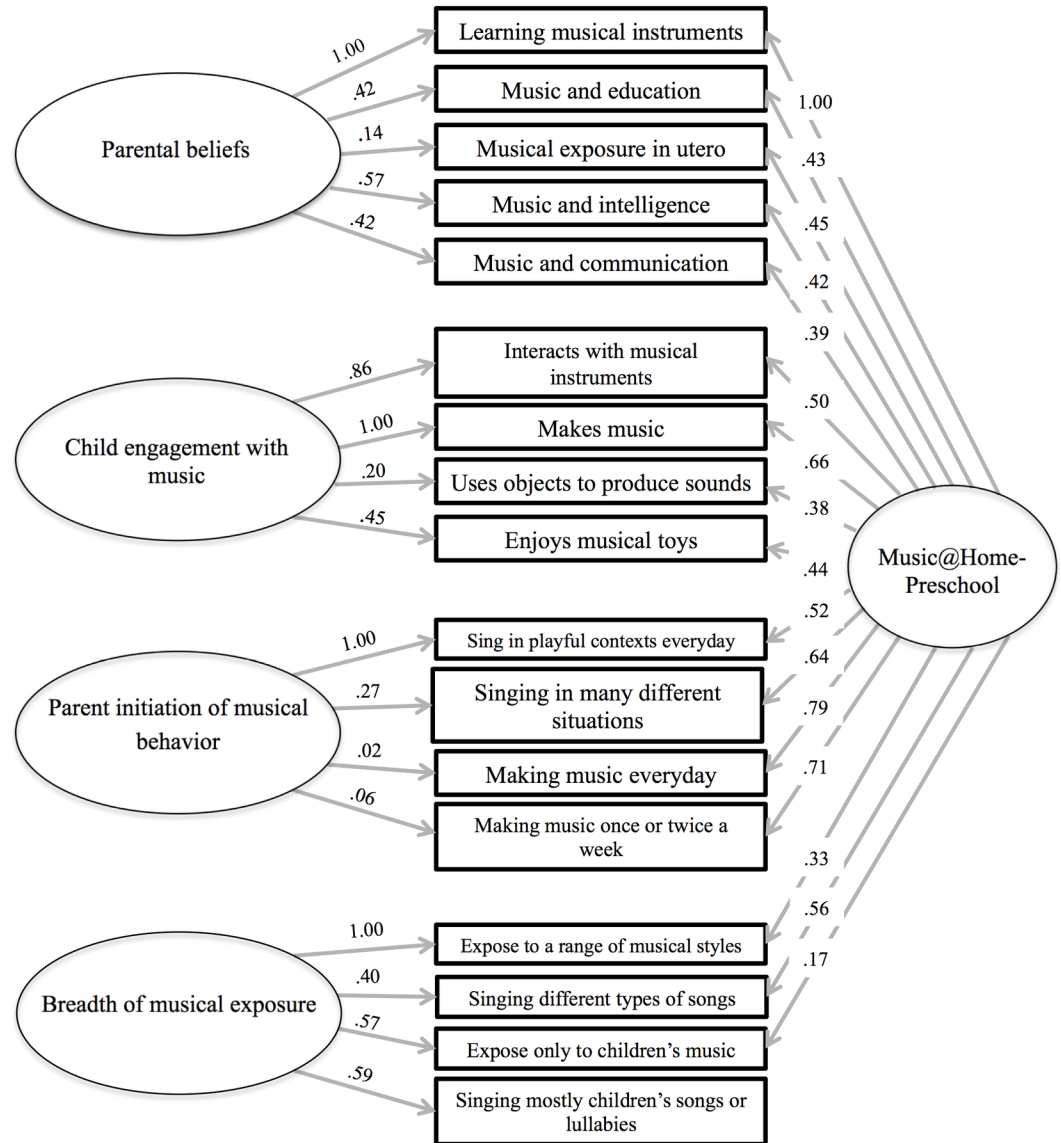 Learning musical instruments
1.00
Music and education
.42
Parental beliefs
Musical exposure in utero
.14
Music and intelligence
.57
Music and communication
.42
1.00
.43
.45
.42
.39
Interacts with musical
instruments
.86
Makes music
1.00
Child engagement with
music
Uses objects to produce sounds
.20
Enjoys musical toys
.45
.50
.66
.38
.44
Music@Home-
Preschool
Sing in playful contexts everyday
1.00
Singing in many different
situations
.27
Parent initiation of musical
behavior
Making music everyday
.02
Making music once or twice a
week
.06
.52
.64
.79
.71
Expose to a range of musical styles
1.00
Singing different types of songs
.40
Breadth of musical exposure
Expose only to children’s music
.57
Singing mostly children’s songs or
lullabies
.59
.33
.56
.17